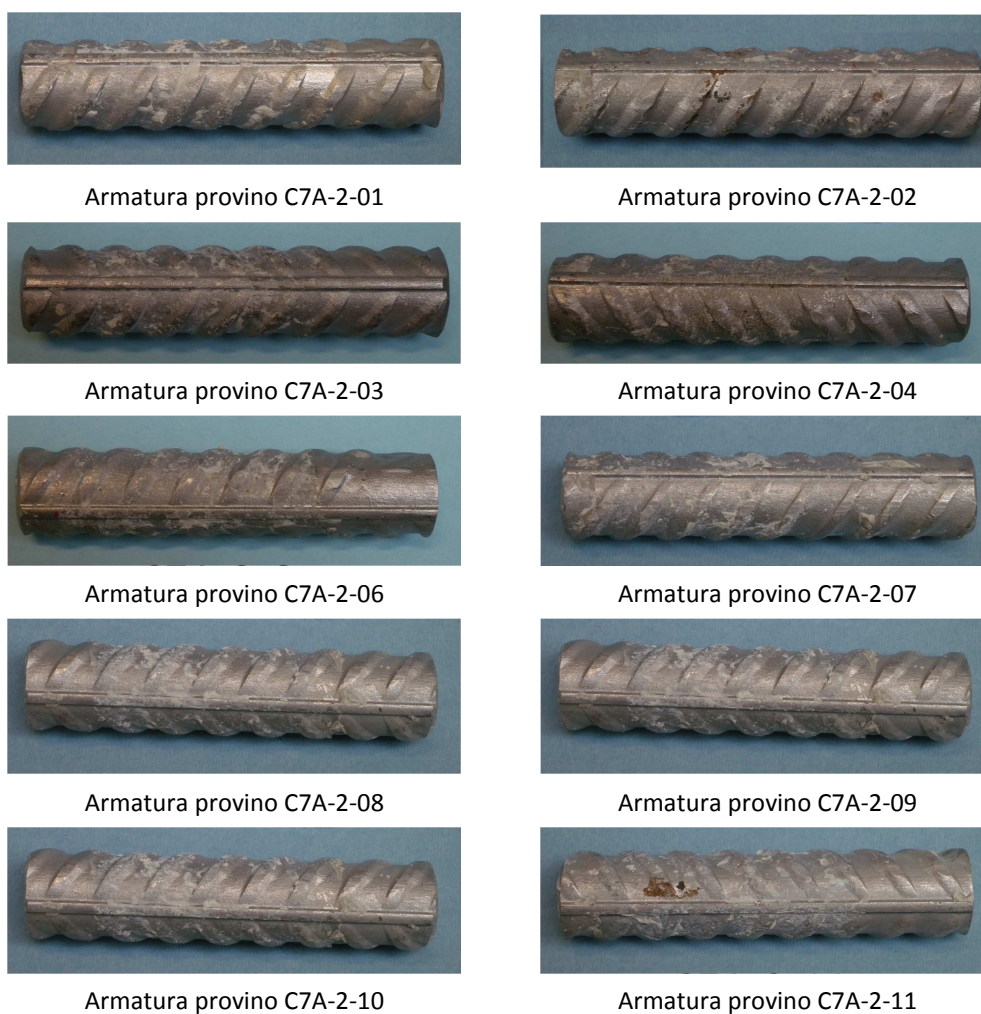 Armatura provino C7A-2-01
Armatura provino C7A-2-02
Armatura provino C7A-2-03
Armatura provino C7A-2-04
Armatura provino C7A-2-06
Armatura provino C7A-2-07
Armatura provino C7A-2-08
Armatura provino C7A-2-09
Armatura provino C7A-2-10
Armatura provino C7A-2-11